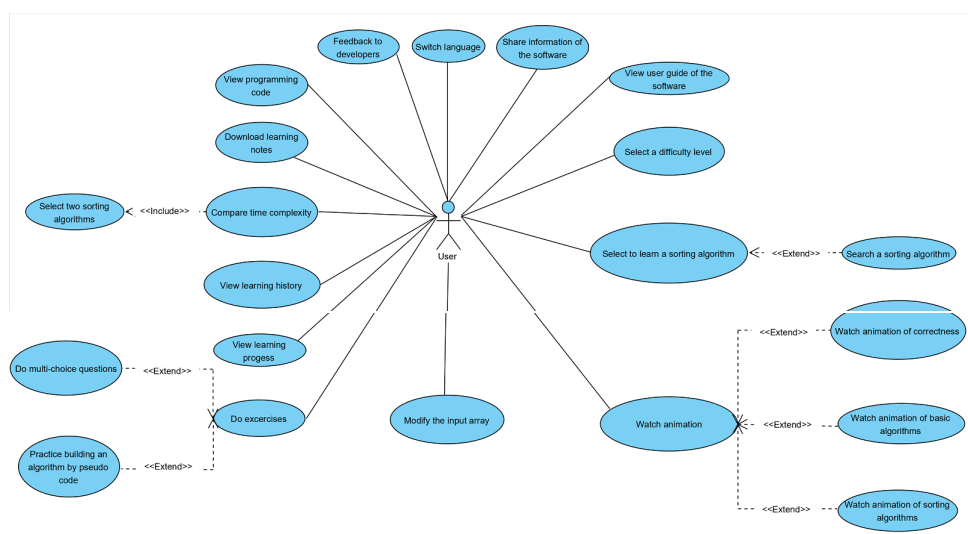 Feedback to
developers
Switch language
Share information of
the software
View programming
code
View user guide of the
software
Download learning
notes
Select a difficulty level
Select two sorting
algorithms
<<Include>>
Compare time complexity
User
Select to learn a sorting algorithm
<<Extend>>
Search a sorting algorithm
View learning history
<<Extend>>
Watch animation of correctness
View learning
progess
Do multi-choice questions
<<Extend>>
Do excercises
Modify the input array
Watch animation
<<Extend>>
Watch animation of basic
algorithms
Practice building an
algorithm by pseudo
code
<<Extend>>
<<Extend>>
Watch animation of sorting
algorithms